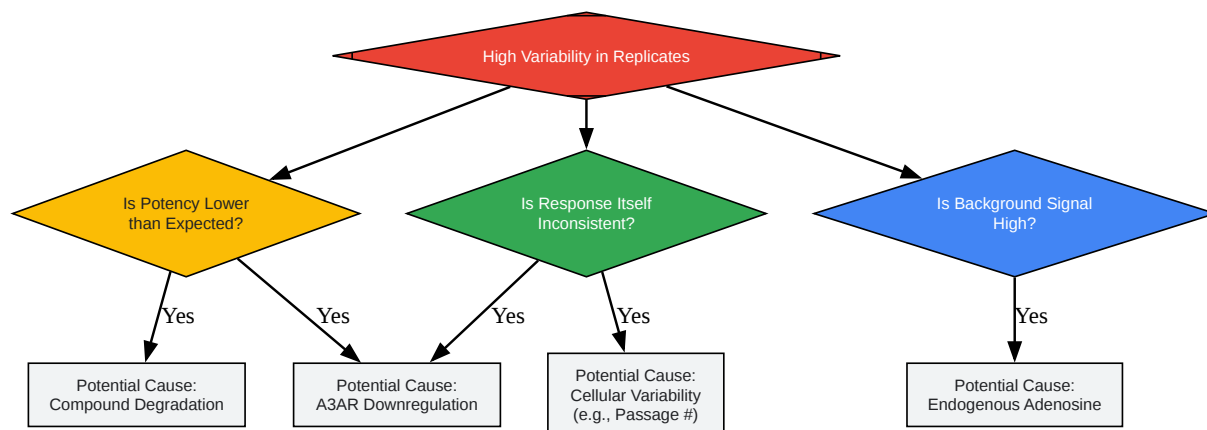 High Variability in Replicates
Is Potency Lower
than Expected?
Is Response Itself
Inconsistent?
Is Background Signal
High?
Yes
Yes
Yes
Yes
Yes
Potential Cause:
Compound Degradation
Potential Cause:
A3AR Downregulation
Potential Cause:
Cellular Variability
(e.g., Passage #)
Potential Cause:
Endogenous Adenosine